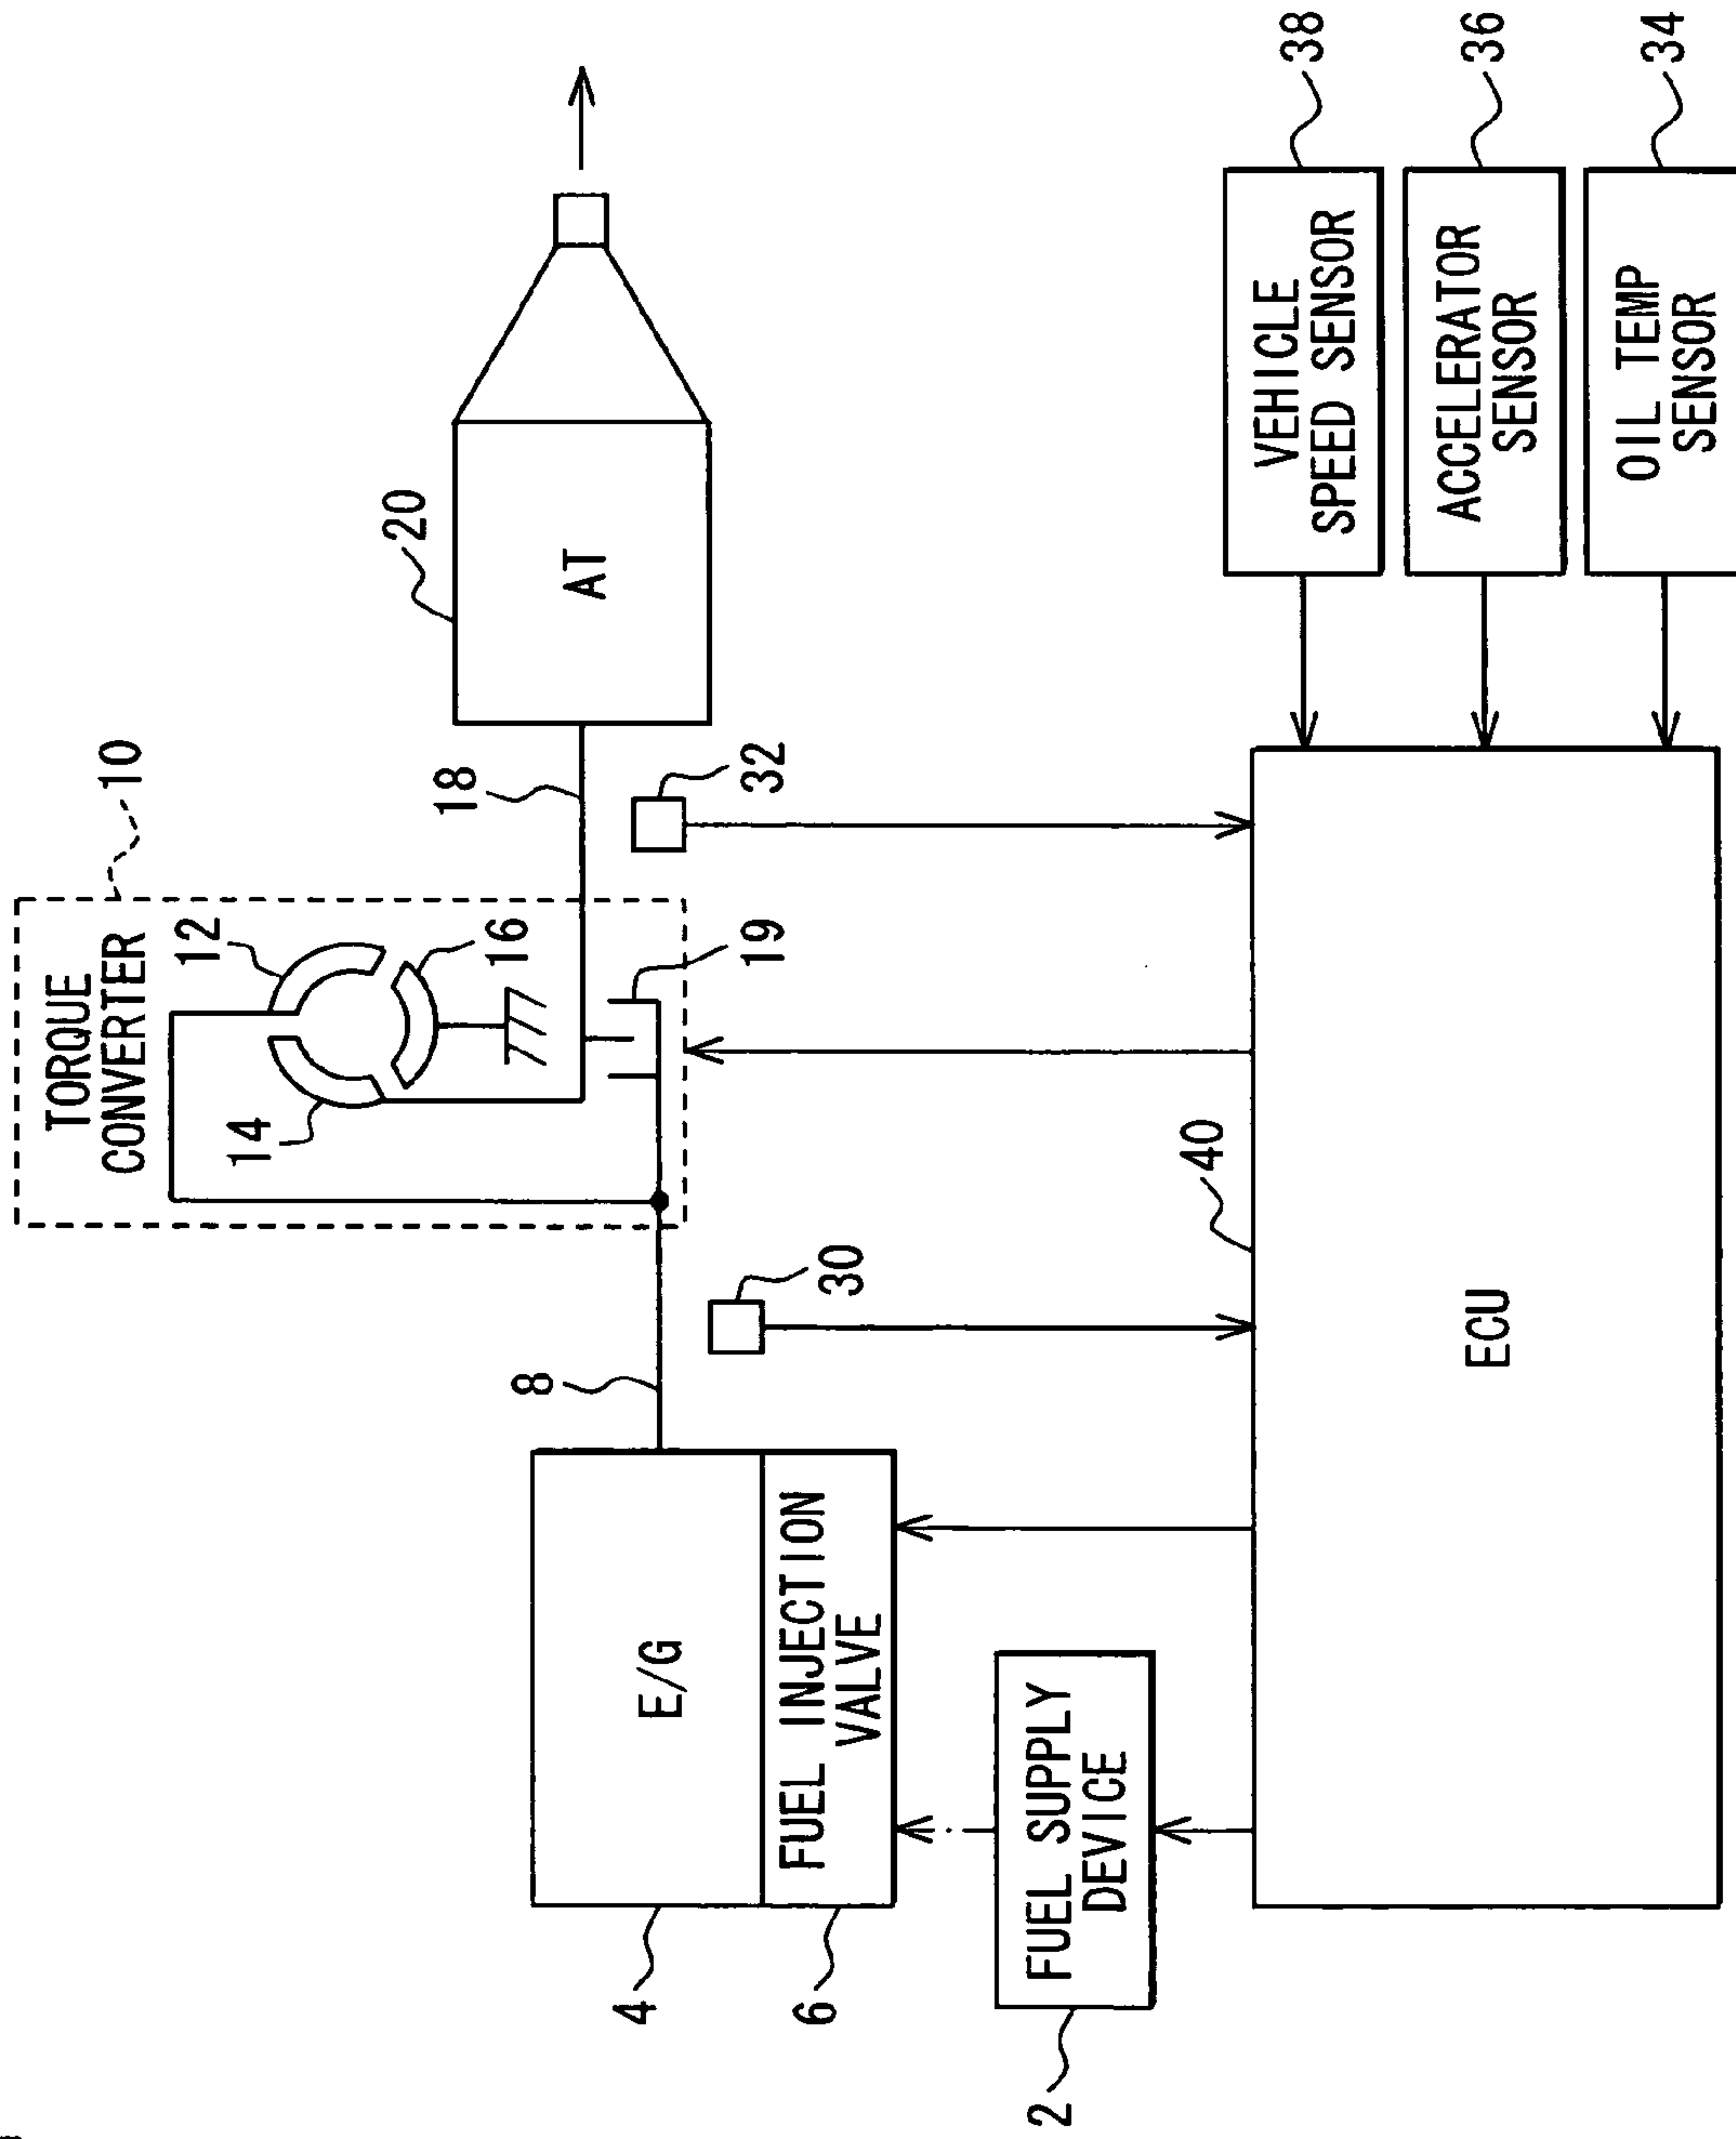 TORQUE
CONVERTER
10
12
14
16
18
19
20
AT
8
30
32
4
E/G
6
FUEL INJECTION
VALVE
2
FUEL SUPPLY
DEVICE
40
ECU
VEHICLE
SPEED SENSOR
38
ACCELERATOR
SENSOR
36
OIL TEMP
SENSOR
34